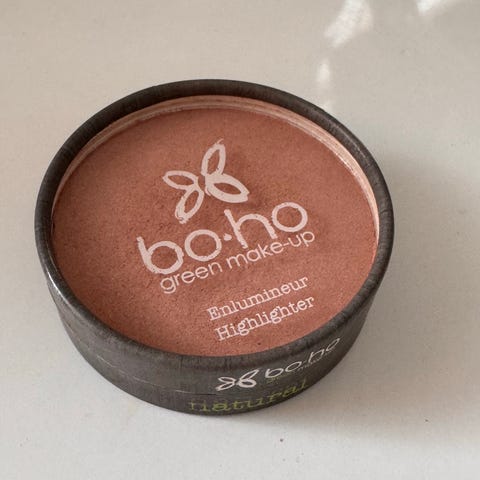 bo·ho
green make-up
Enlumineur
Highlighter
bo·ho
natural